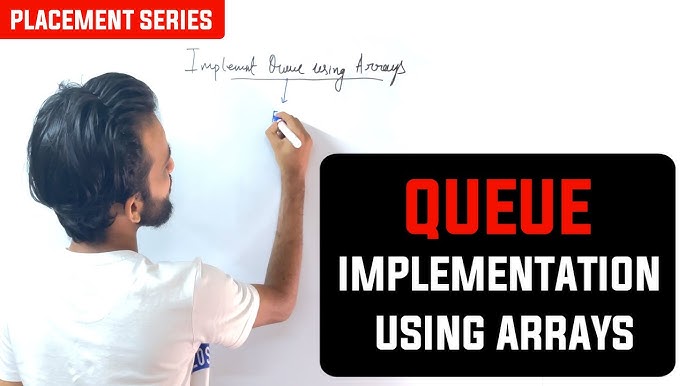 PLACEMENT SERIES
Implement Queue using Arrays
QUEUE
IMPLEMENTATION
USING ARRAYS